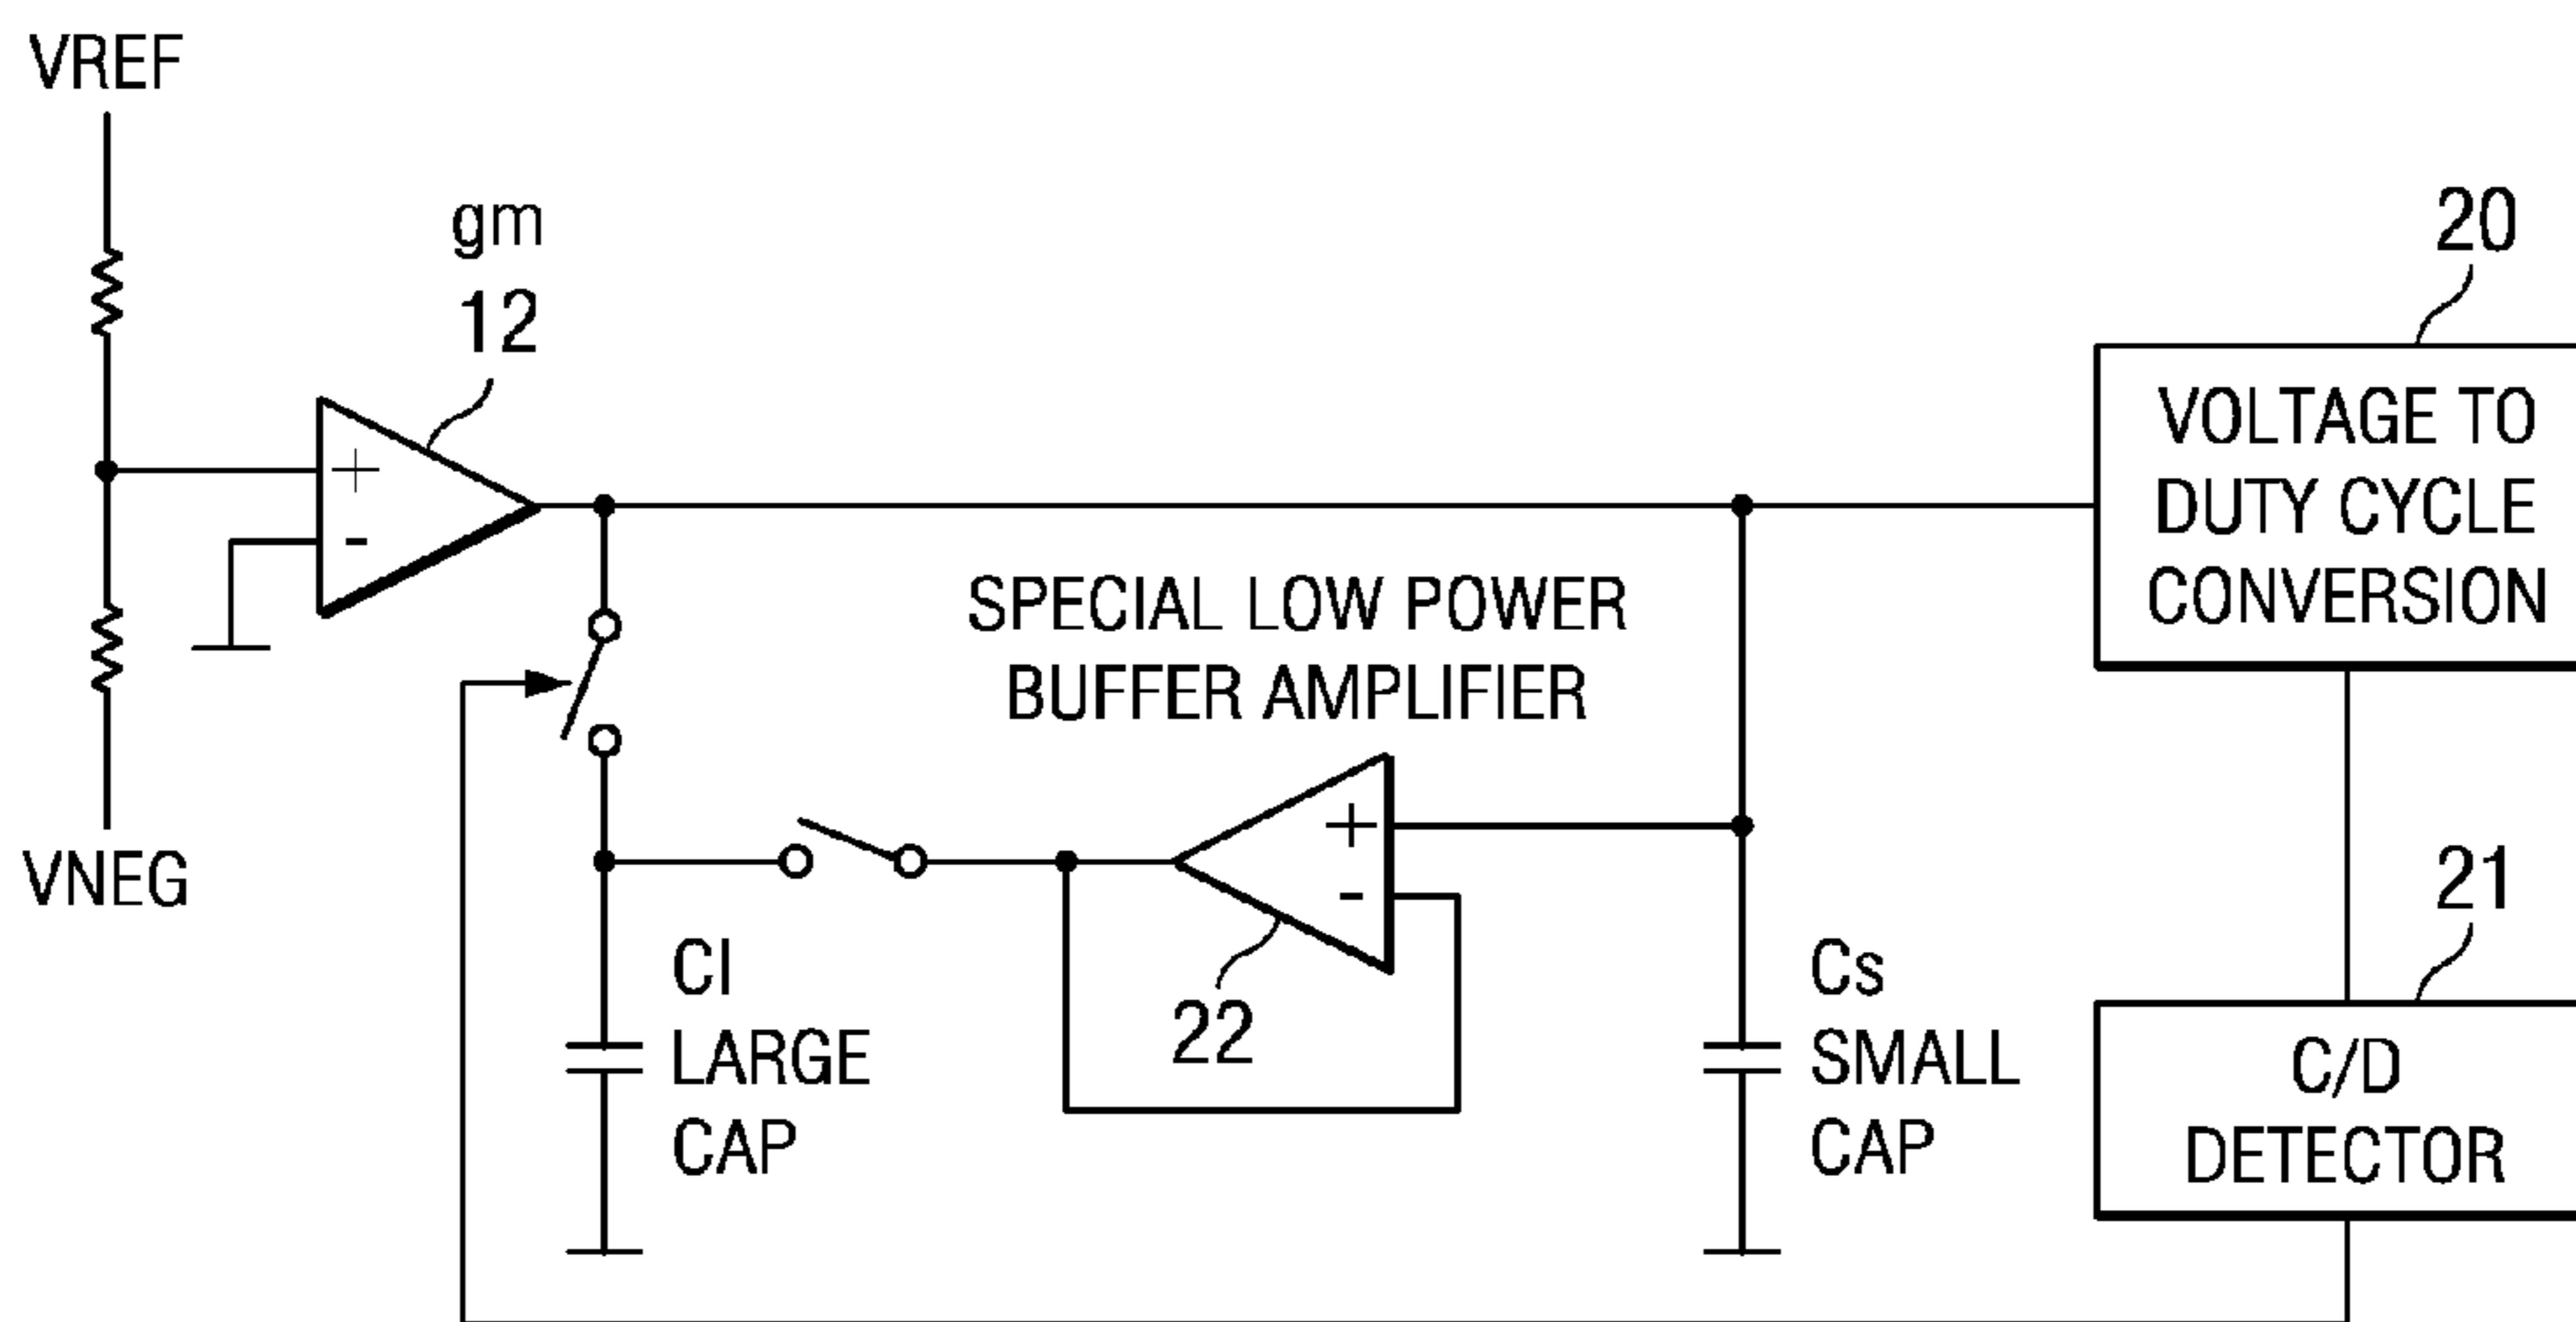 VREF
gm
12
20
+
-
VOLTAGE TO
DUTY CYCLE
CONVERSION
SPECIAL LOW POWER
BUFFER AMPLIFIER
VNEG
+
-
22
21
Cl
LARGE
CAP
Cs
SMALL
CAP
C/D
DETECTOR